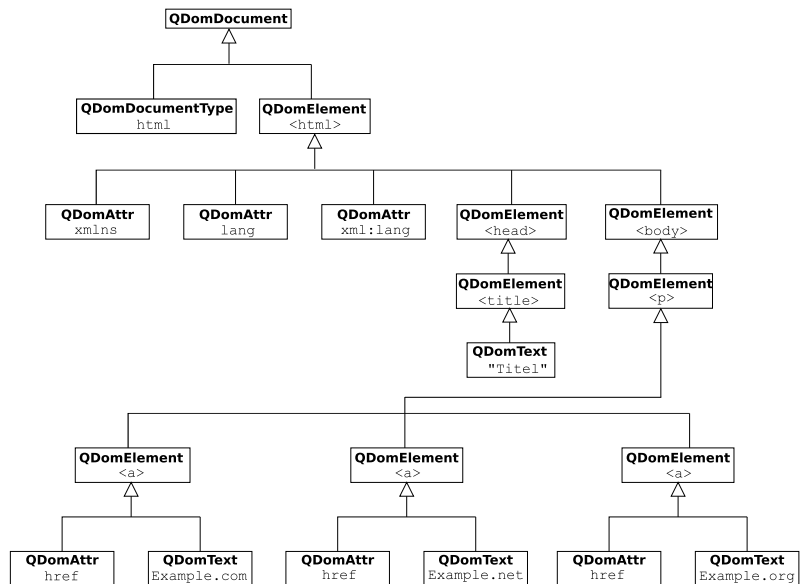 QDomDocument
QDomDocumentType
html
QDomElement
<html>
QDomAttr
xmlns
QDomAttr
lang
QDomAttr
xml:lang
QDomElement
<head>
QDomElement
<body>
QDomElement
<title>
QDomElement
<p>
QDomText
"Titel"
QDomElement
<a>
QDomElement
<a>
QDomElement
<a>
QDomAttr
href
QDomText
Example.com
QDomAttr
href
QDomText
Example.net
QDomAttr
href
QDomText
Example.org